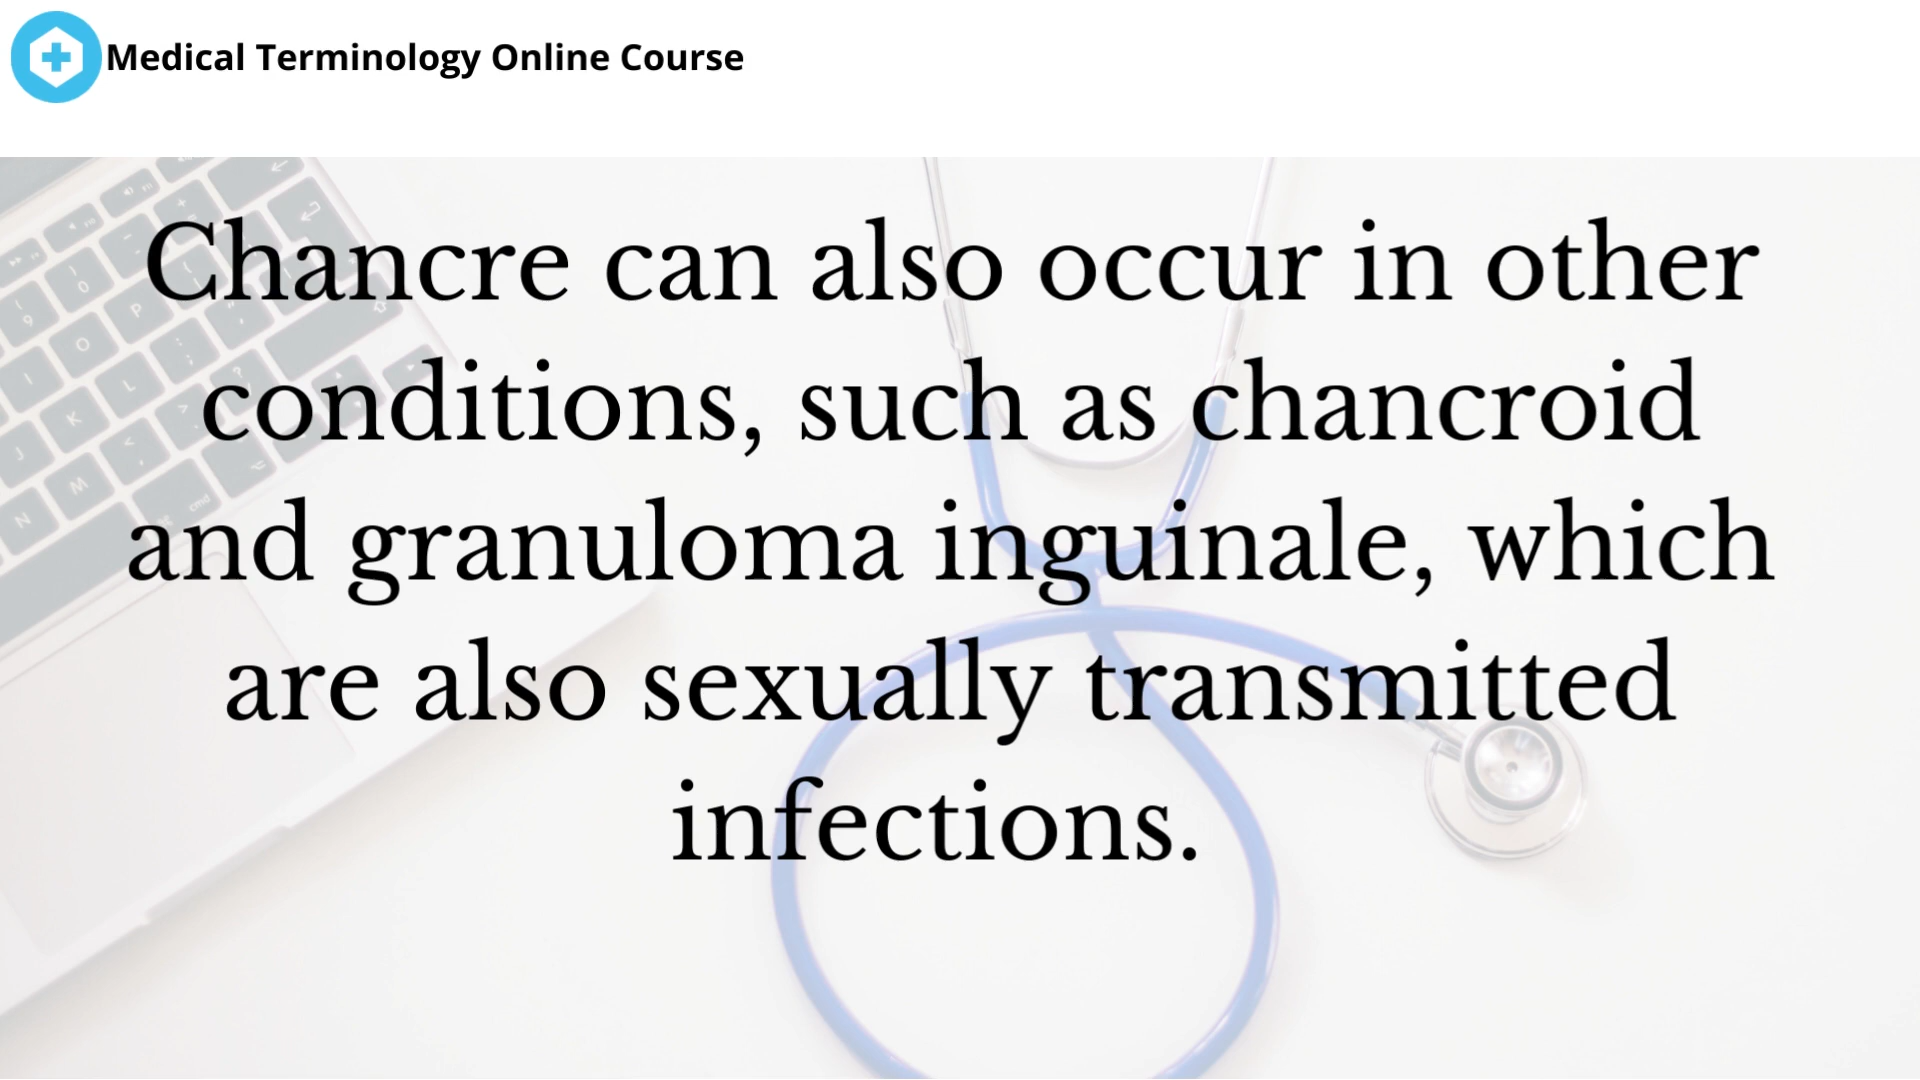 Medical Terminology Online Course
Chancre can also occur in other
conditions, such as chancroid
and granuloma inguinale, which
are also sexually transmitted
infections.